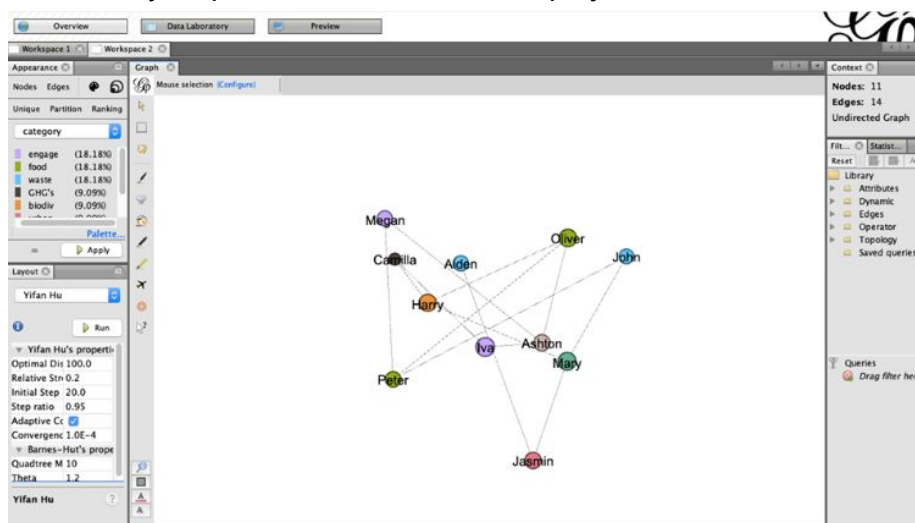 Overview Data Laboratory Preview
Workspace 1 Workspace 2
Appearance Graph Context
Nodes Edges Mouse selection (Configure) Nodes: 11
Edges: 14
Unique Partition Ranking Undirected Graph
category
engage (18.18%)
food (18.18%)
waste (18.18%)
GHG's (9.09%)
biodiv (9.09%)
Palette...
Apply
Layout
Yifan Hu
Run
Yifan Hu's properti
Optimal Dis 100.0
Relative Stre 0.2
Initial Step 20.0
Step ratio 0.95
Adaptive Co
Convergenc 1.0E-4
Barnes-Hut's prope
Quadtree M 10
Theta 1.2
Yifan Hu ?
Megan
Oliver
Camilla
Aiden
John
Harry
Iva
Ashton
Mary
Peter
Jasmin
Filt... Statist...
Reset
Library
Attributes
Dynamic
Edges
Operator
Topology
Saved queries
Queries
Drag filter her